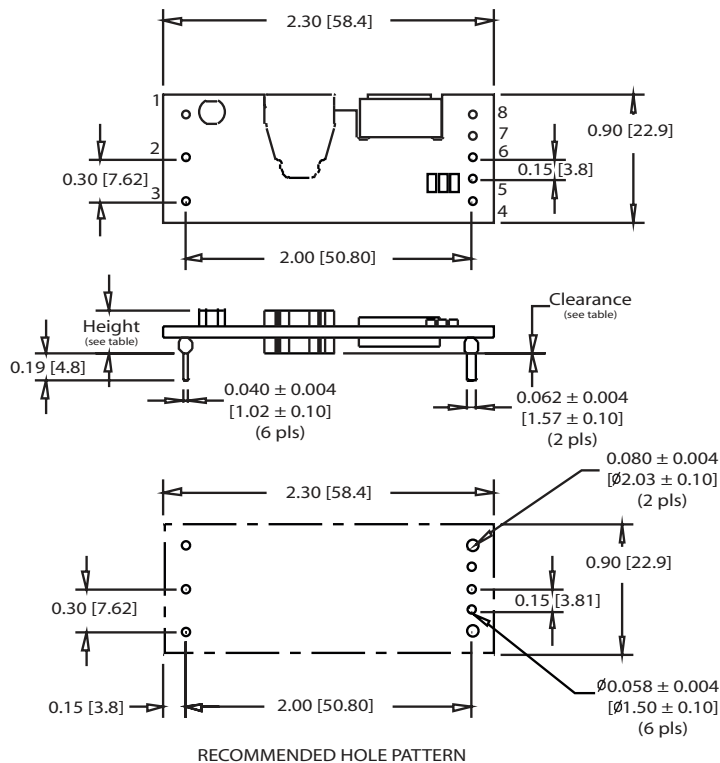 2.30 [58.4]
1
8
7
2
6
0.90 [22.9]
0.15 [3.8]
0.30 [7.62]
3
5
4
2.00 [50.80]
Clearance
(see table)
Height
(see table)
0.19 [4.8]
0.040 ± 0.004
[1.02 ± 0.10]
(6 pls)
0.062 ± 0.004
[1.57 ± 0.10]
(2 pls)
0.080 ± 0.004
[Ø2.03 ± 0.10]
(2 pls)
2.30 [58.4]
0.90 [22.9]
0.30 [7.62]
0.15 [3.81]
0.15 [3.8]
2.00 [50.80]
Ø0.058 ± 0.004
[Ø1.50 ± 0.10]
(6 pls)
RECOMMENDED HOLE PATTERN